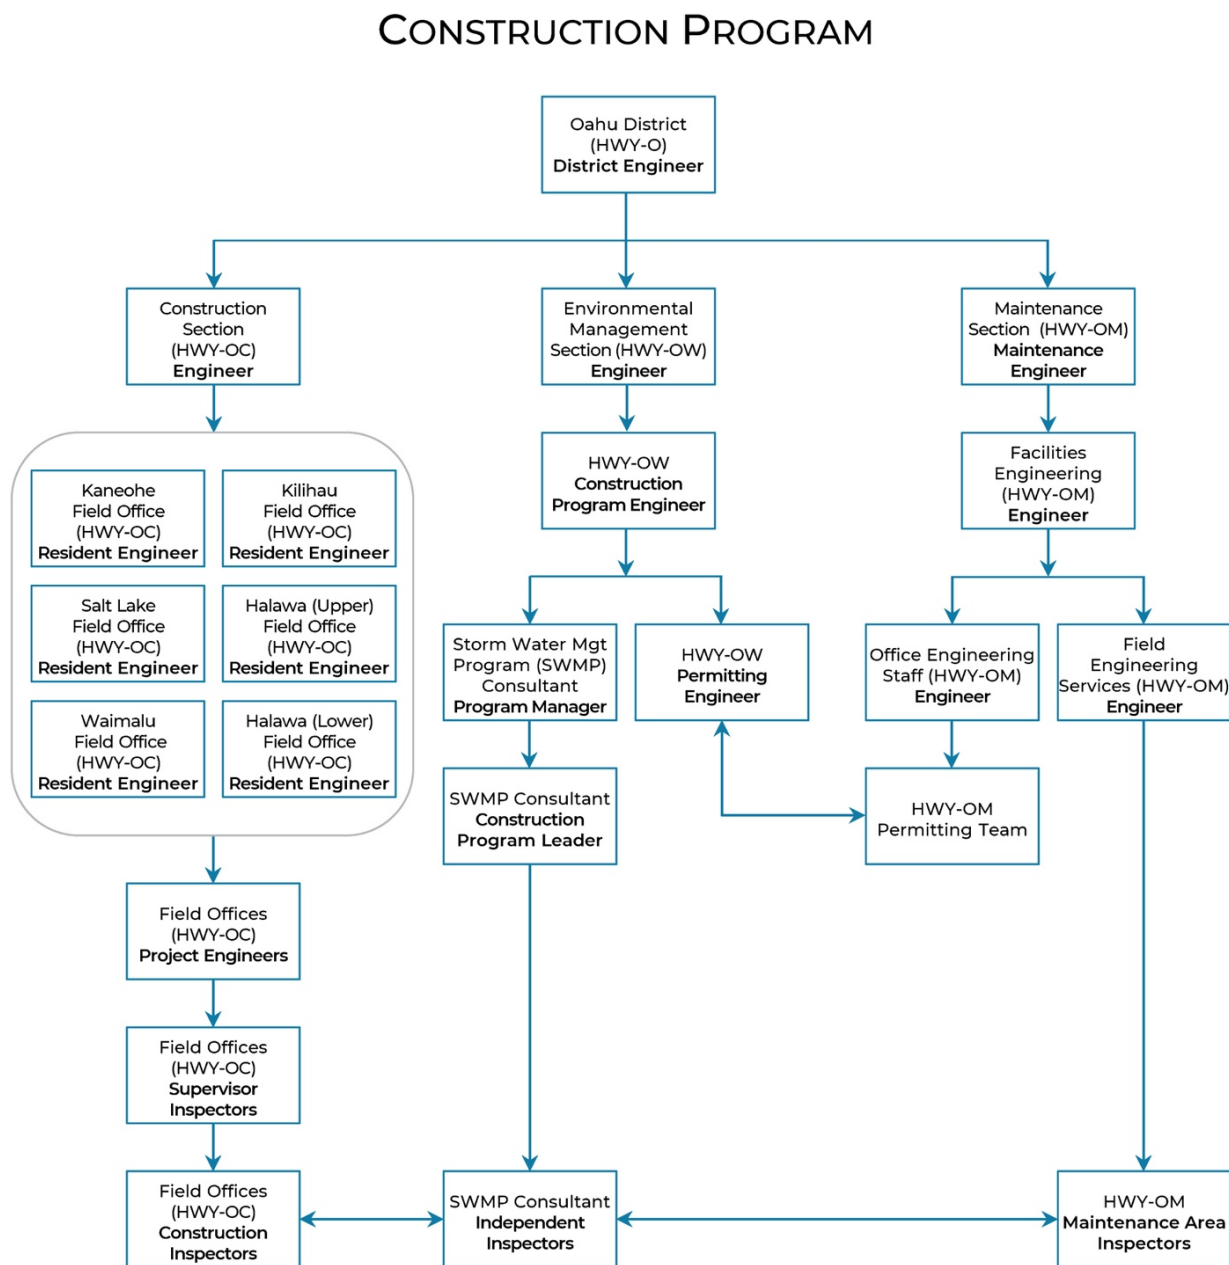 CONSTRUCTION PROGRAM
Oahu District
(HWY-O)
District Engineer
Construction
Section
(HWY-OC)
Engineer
Environmental
Management
Section (HWY-OW)
Engineer
Maintenance
Section (HWY-OM)
Maintenance
Engineer
Kaneohe
Field Office
(HWY-OC)
Resident Engineer
Kilihau
Field Office
(HWY-OC)
Resident Engineer
Salt Lake
Field Office
(HWY-OC)
Resident Engineer
Halawa (Upper)
Field Office
(HWY-OC)
Resident Engineer
Waimalu
Field Office
(HWY-OC)
Resident Engineer
Halawa (Lower)
Field Office
(HWY-OC)
Resident Engineer
HWY-OW
Construction
Program Engineer
Facilities
Engineering
(HWY-OM)
Engineer
Storm Water Mgt
Program (SWMP)
Consultant
Program Manager
HWY-OW
Permitting
Engineer
Office Engineering
Staff (HWY-OM)
Engineer
Field
Engineering
Services (HWY-OM)
Engineer
SWMP Consultant
Construction
Program Leader
HWY-OM
Permitting Team
Field Offices
(HWY-OC)
Project Engineers
Field Offices
(HWY-OC)
Supervisor
Inspectors
Field Offices
(HWY-OC)
Construction
Inspectors
SWMP Consultant
Independent
Inspectors
HWY-OM
Maintenance Area
Inspectors